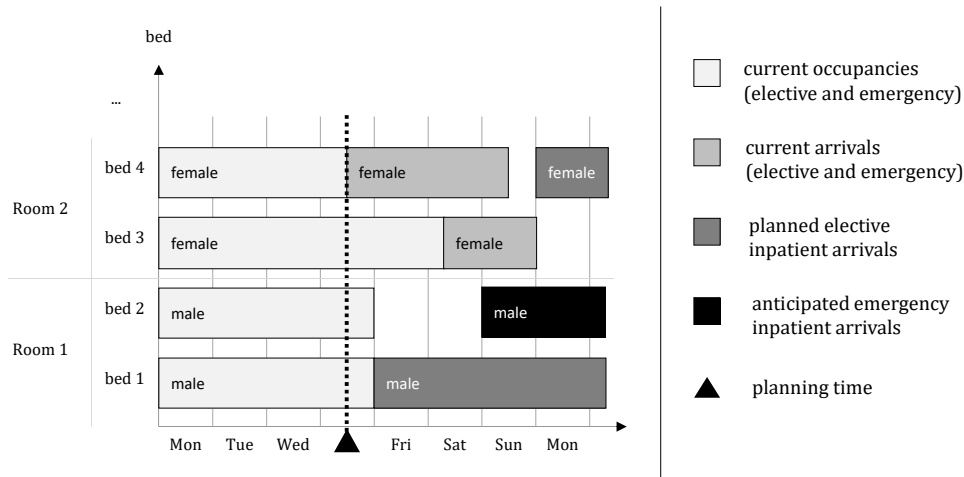 bed
...
bed 4
female
female
female
Room 2
bed 3
female
female
bed 2
male
male
Room 1
bed 1
male
male
Mon Tue Wed Fri Sat Sun Mon
current occupancies
(elective and emergency)
current arrivals
(elective and emergency)
planned elective
inpatient arrivals
anticipated emergency
inpatient arrivals
planning time